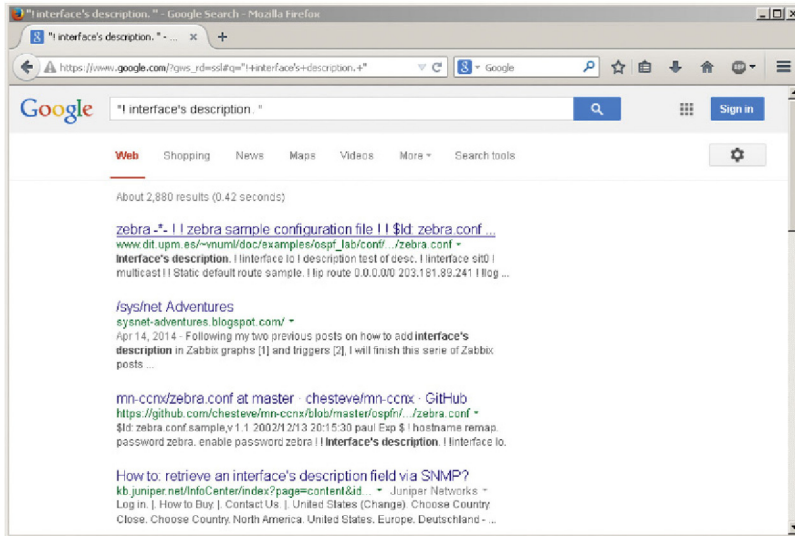 "! interface's description. " - Google Search - Mozilla Firefox
"! interface's description. " - ... × +
https://www.google.com/?gws_rd=ssl#q="!+interface's+description.+"
Google
Google
"! interface's description. "
Sign in
Web Shopping News Maps Videos More Search tools
About 2,880 results (0.42 seconds)
zebra -*- ! ! zebra sample configuration file ! ! $Id: zebra.conf ...
www.dit.upm.es/~vnuml/doc/examples/ospf_lab/conf/.../zebra.conf
Interface's description. ! !interface lo ! description test of desc. ! !interface sit0 !
multicast ! ! Static default route sample. ! !ip route 0.0.0.0/0 203.181.89.241 ! !log ...
/sys/net Adventures
sysnet-adventures.blogspot.com/
Apr 14, 2014 - Following my two previous posts on how to add interface's
description in Zabbix graphs [1] and triggers [2], I will finish this serie of Zabbix
posts ...
mn-ccnx/zebra.conf at master · chesteve/mn-ccnx · GitHub
https://github.com/chesteve/mn-ccnx/blob/master/ospfn/.../zebra.conf
$Id: zebra.conf.sample,v 1.1 2002/12/13 20:15:30 paul Exp $ ! hostname remap.
password zebra. enable password zebra ! ! Interface's description. ! !interface lo.
How to: retrieve an interface's description field via SNMP?
kb.juniper.net/InfoCenter/index?page=content&id... Juniper Networks
Log in. |. How to Buy. |. Contact Us. |. United States (Change). Choose Country.
Close. Choose Country. North America. United States. Europe. Deutschland - ...